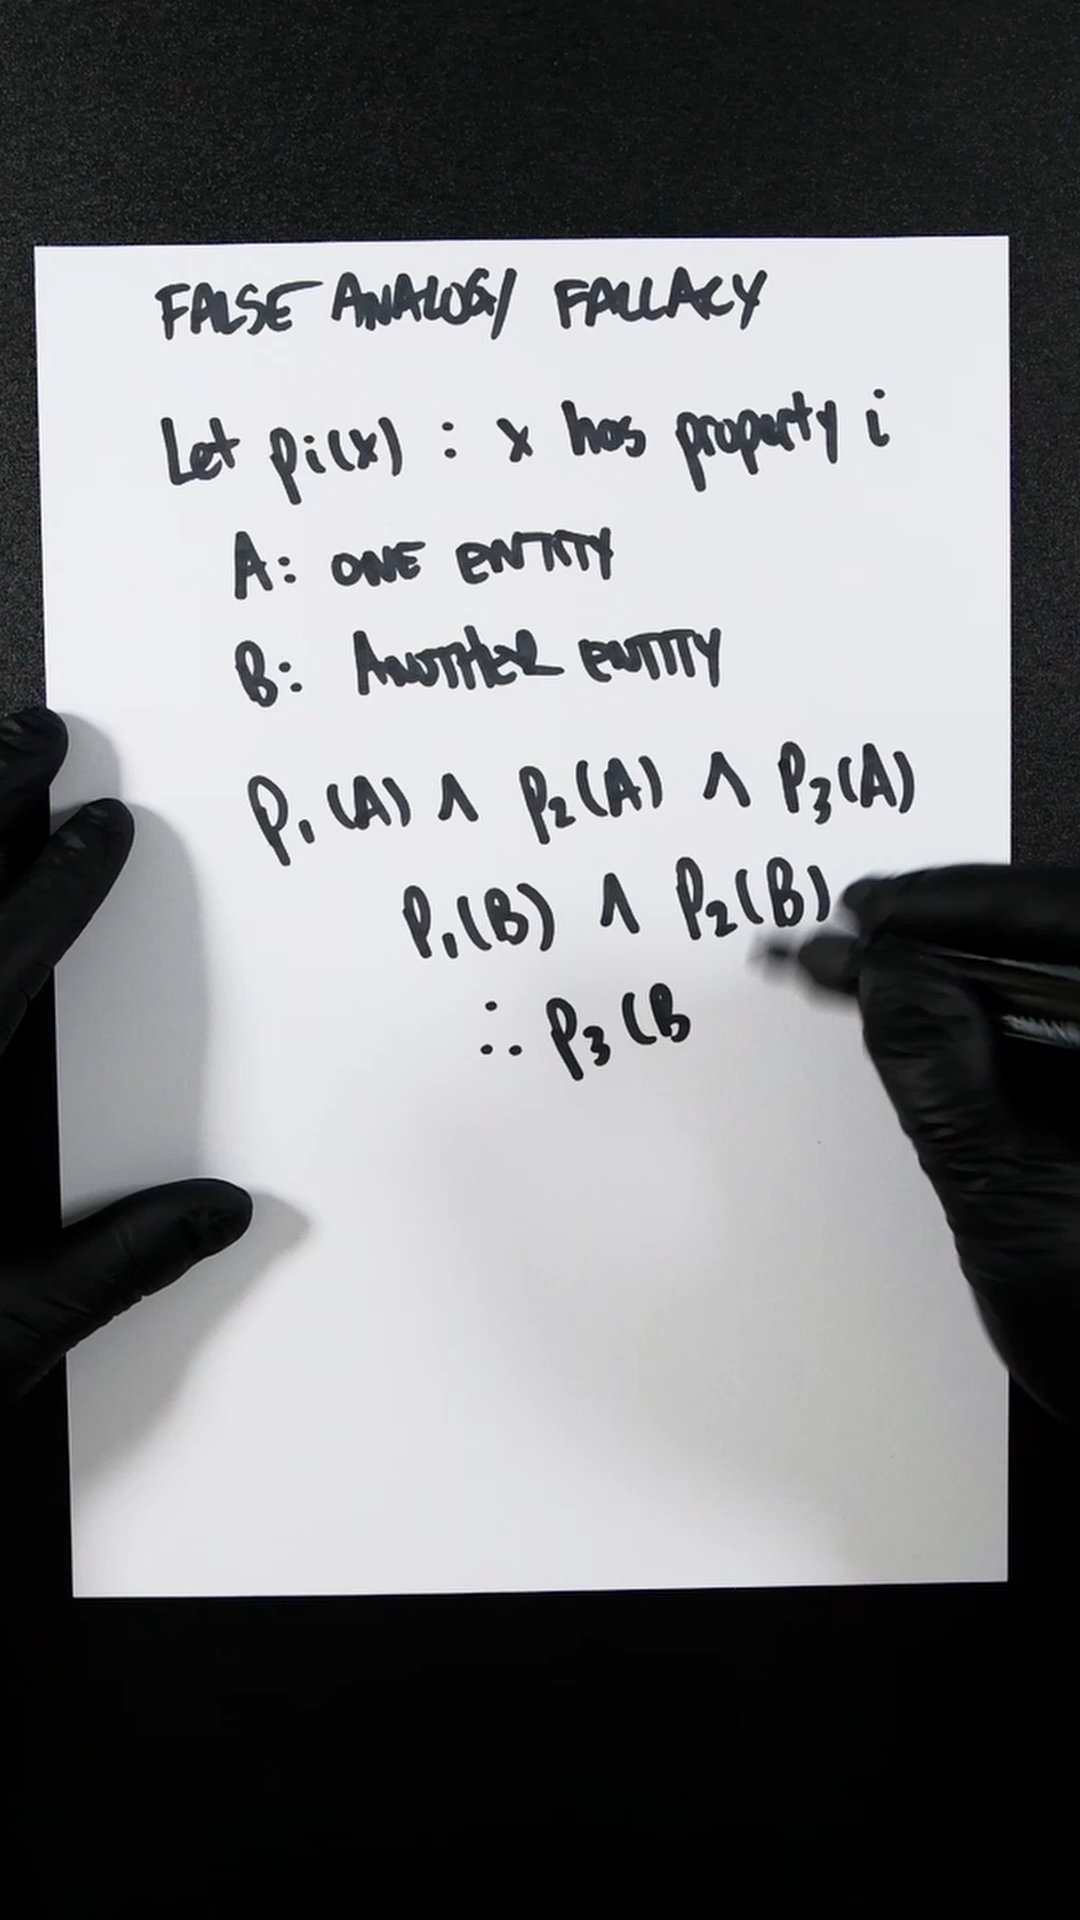 FALSE ANALOGY FALLACY
Let Pi(x) : x has property i
A: ONE ENTITY
B: ANOTHER ENTITY
P₁(A) ∧ P₂(A) ∧ P₃(A)
P₁(B) ∧ P₂(B)
∴ P₃(B